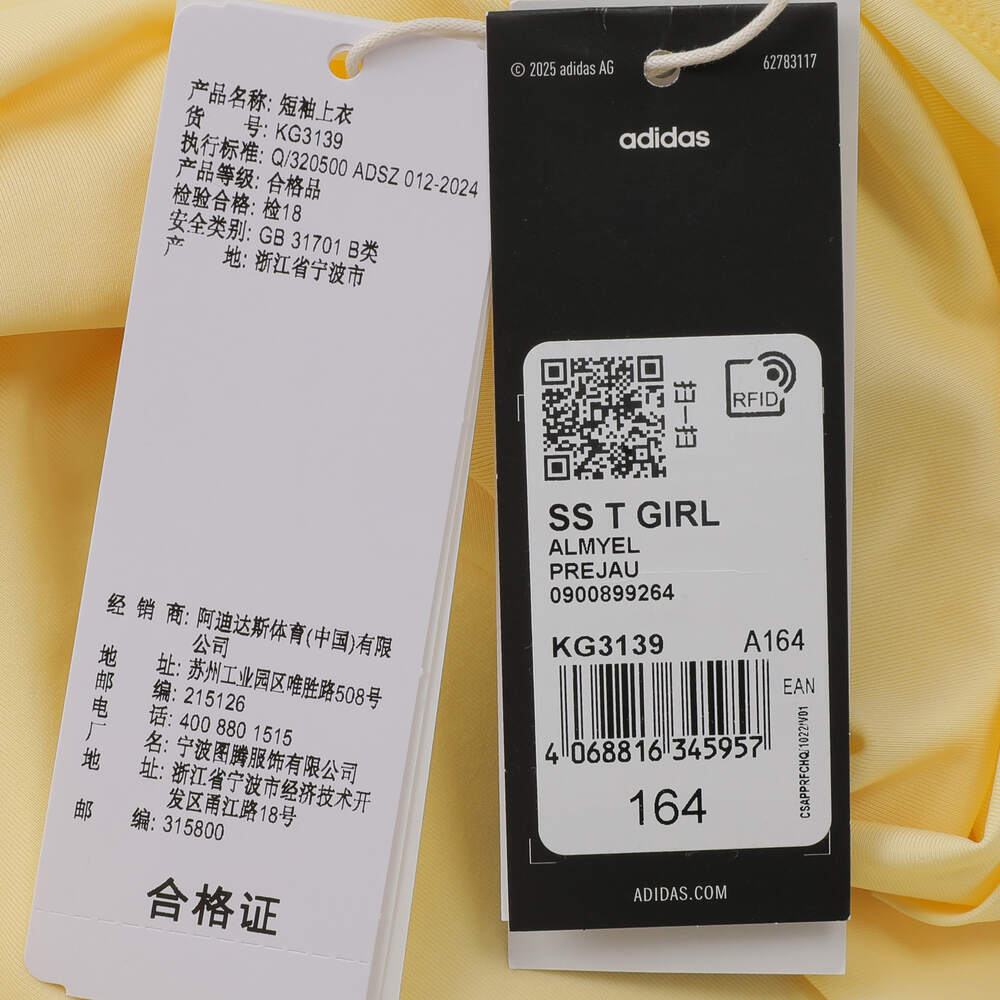 产品名称: 短袖上衣
货 号: KG3139
执行标准: Q/320500 ADSZ 012-2024
产品等级: 合格品
检验合格: 检18
安全类别: GB 31701 B类
产 地: 浙江省宁波市
经 销 商: 阿迪达斯体育(中国)有限
公司
地 址: 苏州工业园区唯胜路508号
邮 编: 215126
电 话: 400 880 1515
厂 名: 宁波图腾服饰有限公司
地 址: 浙江省宁波市经济技术开
发区甬江路18号
邮 编: 315800
合格证
© 2025 adidas AG
62783117
adidas
扫一扫
RFID
SS T GIRL
ALMYEL
PREJAU
0900899264
KG3139 A164
EAN
4 068816 345957
CSAPPRFCHQ/1022/V01
164
ADIDAS.COM